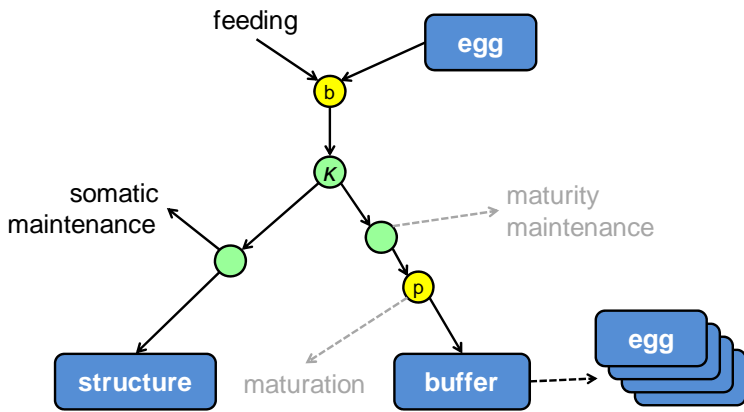 feeding
egg
b
κ
somatic
maintenance
maturity
maintenance
p
egg
structure
maturation
buffer